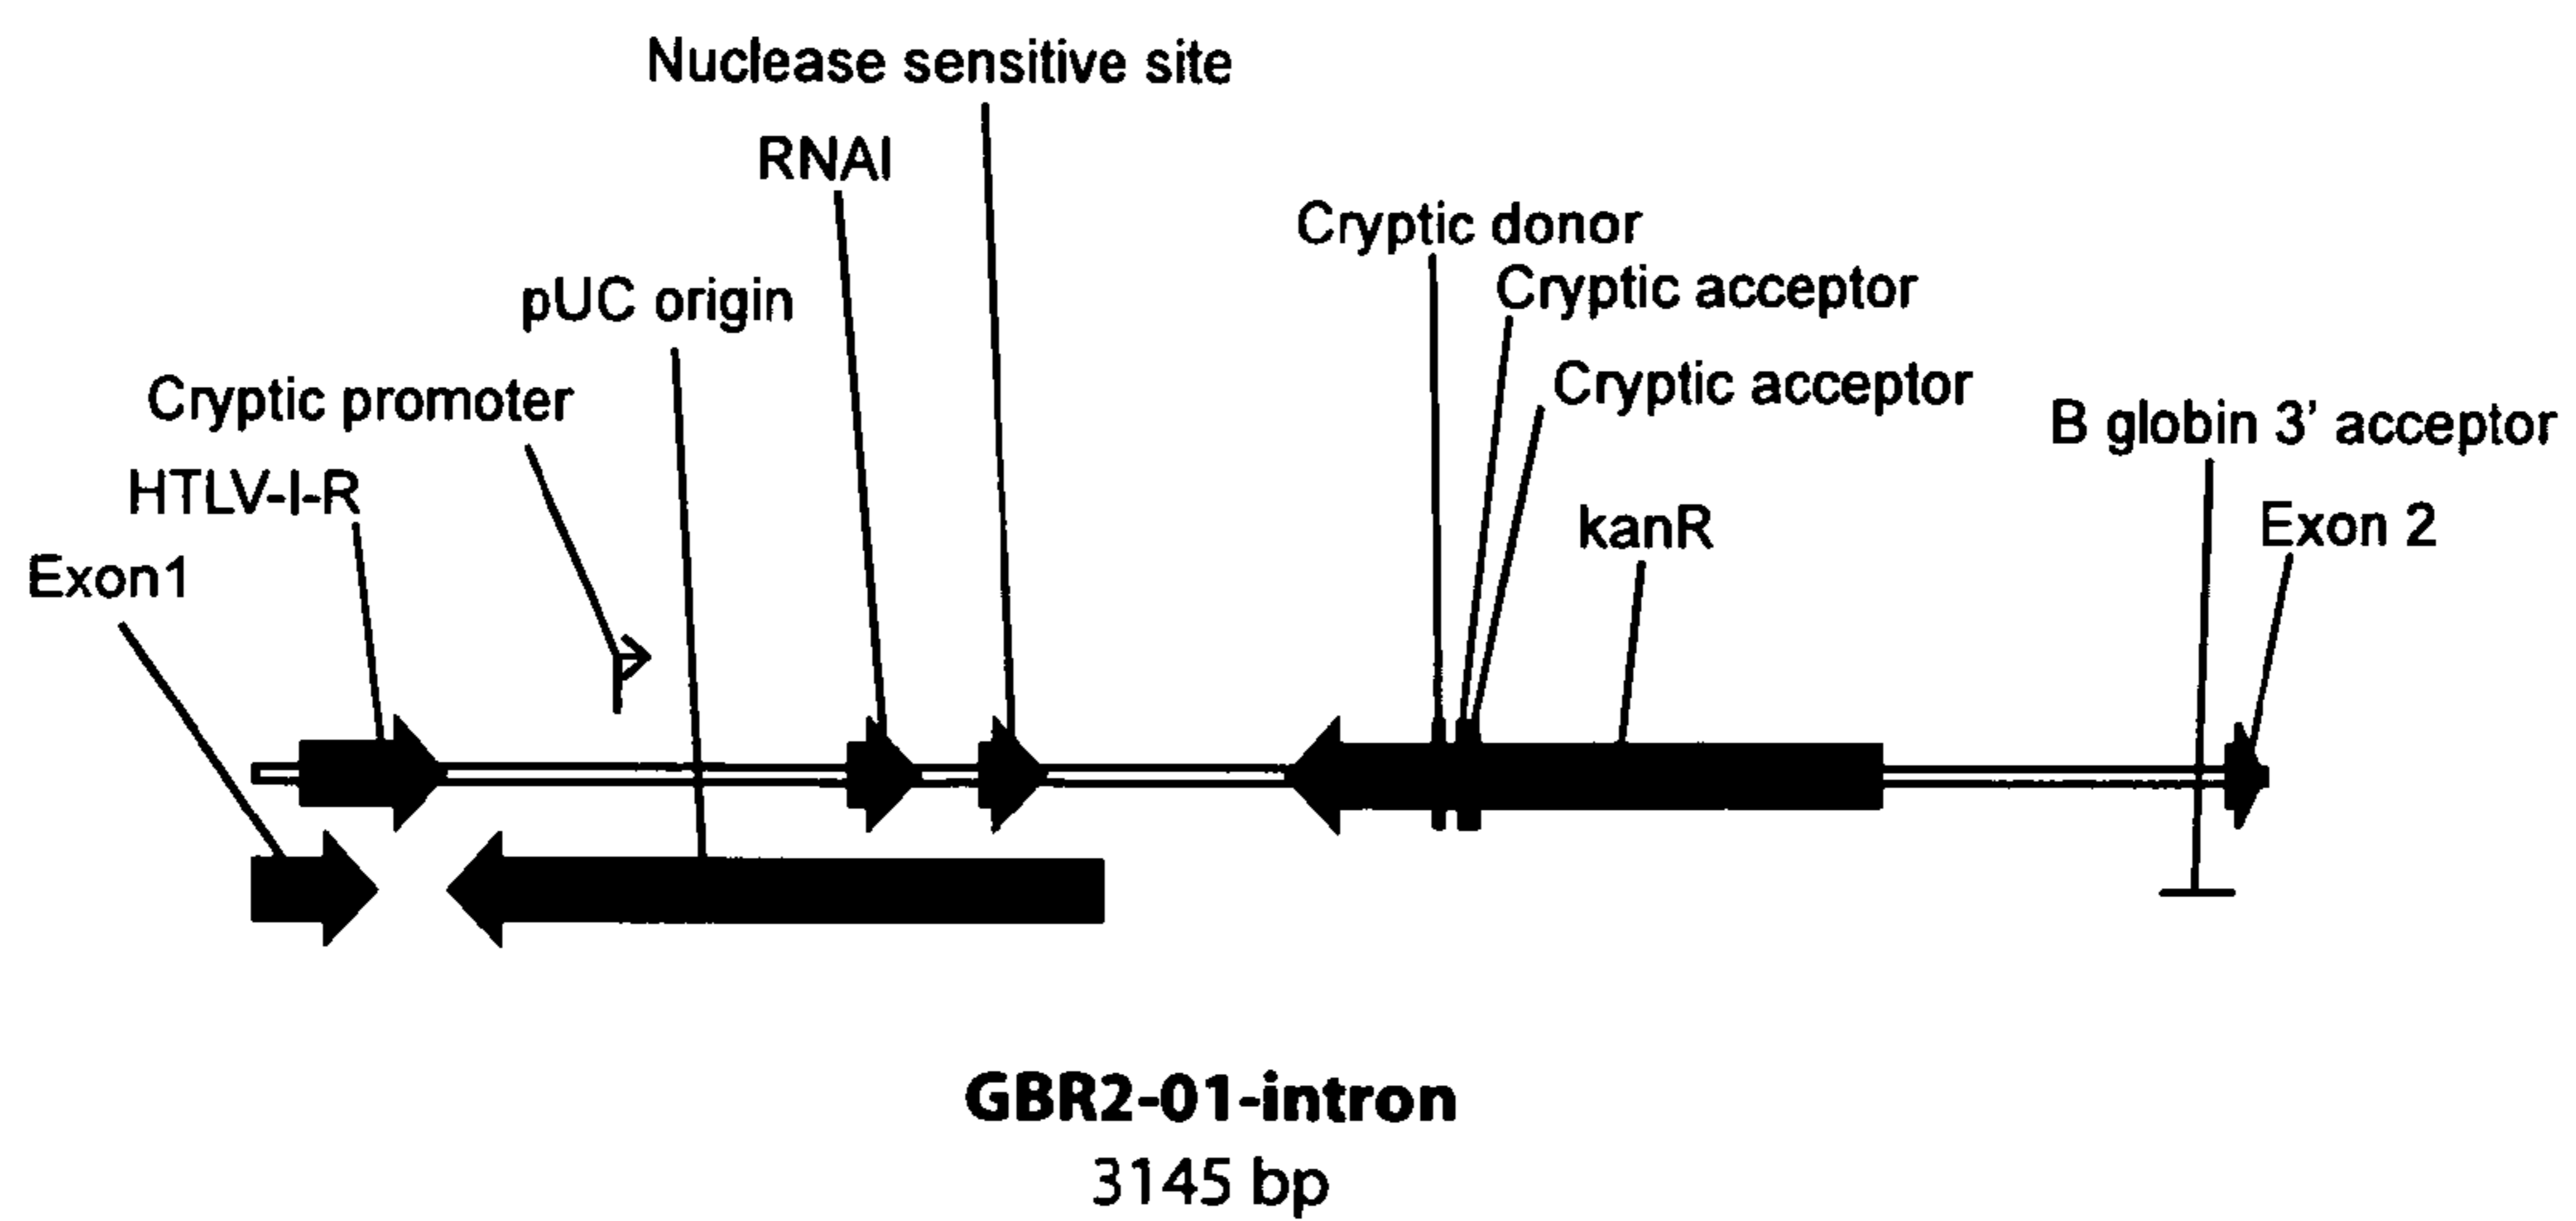 Nuclease sensitive site
RNAI
Cryptic donor
Cryptic acceptor
pUC origin
Cryptic acceptor
Cryptic promoter
B globin 3' acceptor
HTLV-I-R
kanR
Exon 2
Exon1
GBR2-01-intron
3145 bp